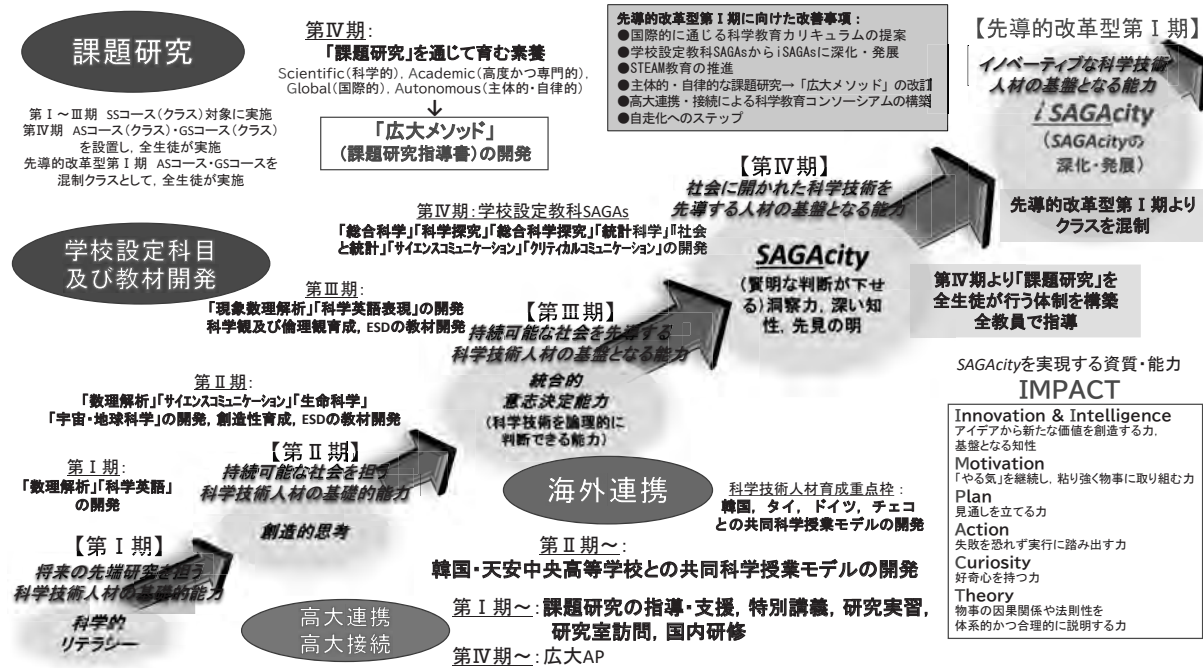 課題研究
第Ⅰ～Ⅲ期 SSコース(クラス)対象に実施
第Ⅳ期 ASコース(クラス)・GSコース(クラス)
を設置し,全生徒が実施
先導的改革型第Ⅰ期 ASコース・GSコースを
混制クラスとして,全生徒が実施
第Ⅳ期:
「課題研究」を通じて育む素養
Scientific(科学的), Academic(高度かつ専門的),
Global(国際的), Autonomous(主体的・自律的)
↓
「広大メソッド」
(課題研究指導書)の開発
先導的改革型第Ⅰ期に向けた改善事項:
●国際的に通じる科学教育カリキュラムの提案
●学校設定教科SAGAsからiSAGAsに深化・発展
●STEAM教育の推進
●主体的・自律的な課題研究→「広大メソッド」の改訂
●高大連携・接続による科学教育コンソーシアムの構築
●自走化へのステップ
【先導的改革型第Ⅰ期】
イノベーティブな科学技術
人材の基盤となる能力
i SAGAcity
(SAGAcityの
深化・発展)
先導的改革型第Ⅰ期より
クラスを混制
【第Ⅳ期】
社会に開かれた科学技術を
先導する人材の基盤となる能力
SAGAcity
(賢明な判断が下せ
る)洞察力,深い知
性,先見の明
第Ⅳ期より「課題研究」を
全生徒が行う体制を構築
全教員で指導
学校設定科目
及び教材開発
第Ⅳ期:学校設定教科SAGAs
「総合科学」「科学探究」「総合科学探究」「統計科学」「社会
と統計」「サイエンスコミュニケーション」「クリティカルコミュニケーション」の開発
第Ⅲ期:
「現象数理解析」「科学英語表現」の開発
科学観及び倫理観育成,ESDの教材開発
【第Ⅲ期】
持続可能な社会を先導する
科学技術人材の基盤となる能力
統合的
意志決定能力
(科学技術を論理的に
判断できる能力)
第Ⅱ期:
「数理解析」「サイエンスコミュニケーション」「生命科学」
「宇宙・地球科学」の開発,創造性育成,ESDの教材開発
【第Ⅱ期】
持続可能な社会を担う
科学技術人材の基礎的能力
創造的思考
第Ⅰ期:
「数理解析」「科学英語」
の開発
【第Ⅰ期】
将来の先端研究を担う
科学技術人材の基礎的能力
科学的
リテラシー
海外連携
科学技術人材育成重点枠:
韓国,タイ,ドイツ,チェコ
との共同科学授業モデルの開発
第Ⅱ期～:
韓国・天安中央高等学校との共同科学授業モデルの開発
高大連携
高大接続
第Ⅰ期～:課題研究の指導・支援,特別講義,研究実習,
研究室訪問,国内研修
第Ⅳ期～:広大AP
SAGAcityを実現する資質・能力
IMPACT
Innovation & Intelligence
アイデアから新たな価値を創造する力,
基盤となる知性
Motivation
「やる気」を継続し,粘り強く物事に取り組む力
Plan
見通しを立てる力
Action
失敗を恐れず実行に踏み出す力
Curiosity
好奇心を持つ力
Theory
物事の因果関係や法則性を
体系的かつ合理的に説明する力